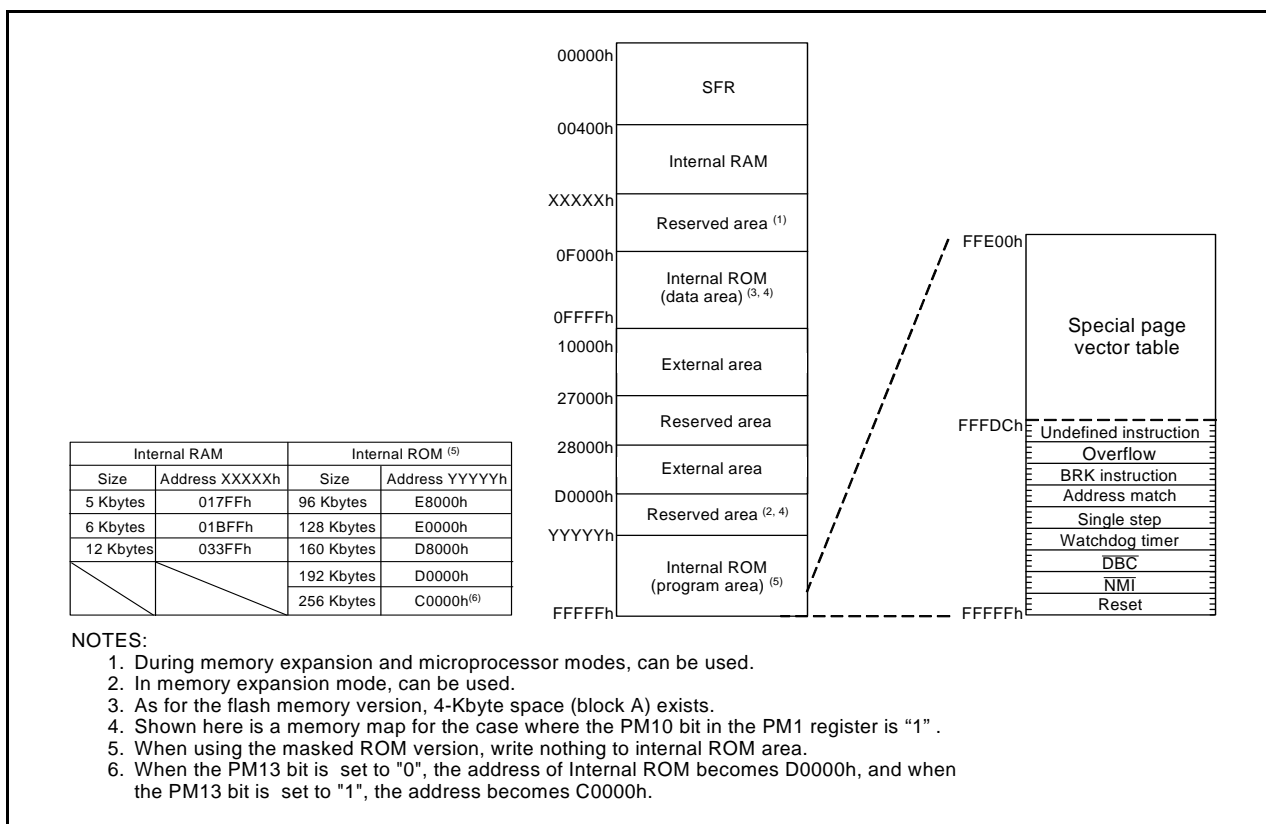 00000h
SFR
00400h
Internal RAM
XXXXXh
Reserved area (1)
0F000h
Internal ROM
(data area) (3, 4)
0FFFFh
10000h
External area
27000h
Reserved area
28000h
External area
D0000h
Reserved area (2, 4)
YYYYYh
Internal ROM
(program area) (5)
FFFFFh
FFE00h
Special page
vector table
FFFDCh
Undefined instruction
Overflow
BRK instruction
Address match
Single step
Watchdog timer
DBC
NMI
Reset
FFFFFh
Internal RAM Internal ROM (5)
Size Address XXXXXh Size Address YYYYYh
5 Kbytes 017FFh 96 Kbytes E8000h
6 Kbytes 01BFFh 128 Kbytes E0000h
12 Kbytes 033FFh 160 Kbytes D8000h
192 Kbytes D0000h
256 Kbytes C0000h(6)
NOTES:
1. During memory expansion and microprocessor modes, can be used.
2. In memory expansion mode, can be used.
3. As for the flash memory version, 4-Kbyte space (block A) exists.
4. Shown here is a memory map for the case where the PM10 bit in the PM1 register is “1” .
5. When using the masked ROM version, write nothing to internal ROM area.
6. When the PM13 bit is set to "0", the address of Internal ROM becomes D0000h, and when
the PM13 bit is set to "1", the address becomes C0000h.